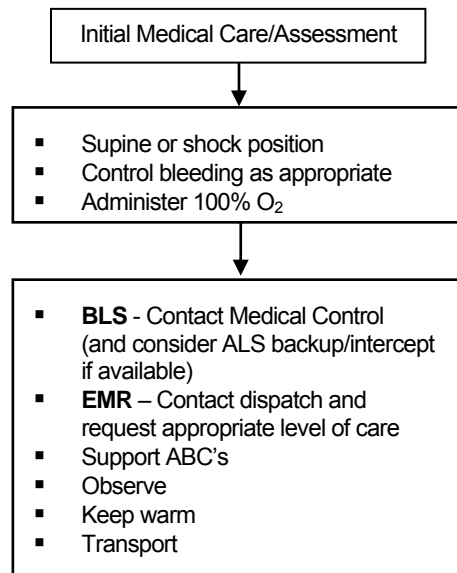 Initial Medical Care/Assessment
▪ Supine or shock position
▪ Control bleeding as appropriate
▪ Administer 100% O₂
▪ BLS - Contact Medical Control
(and consider ALS backup/intercept
if available)
▪ EMR – Contact dispatch and
request appropriate level of care
▪ Support ABC's
▪ Observe
▪ Keep warm
▪ Transport